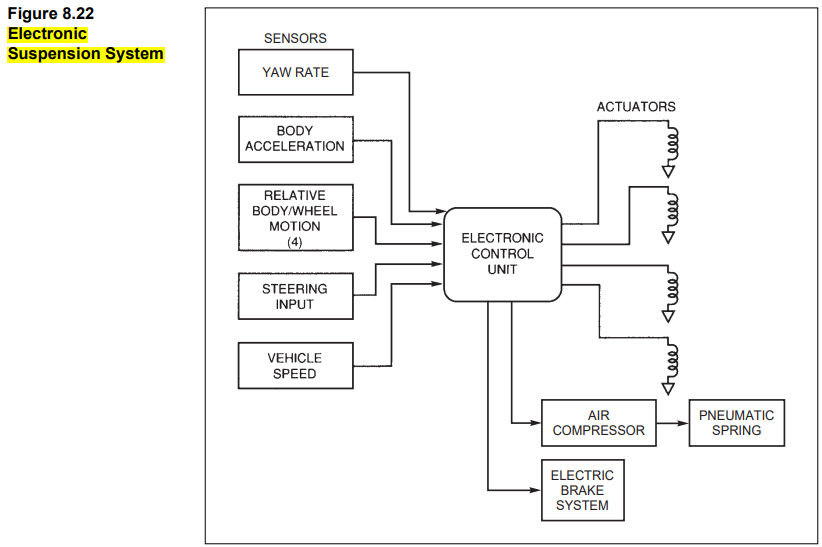 Figure 8.22
Electronic
Suspension System
SENSORS
YAW RATE
BODY
ACCELERATION
RELATIVE
BODY/WHEEL
MOTION
(4)
STEERING
INPUT
VEHICLE
SPEED
ELECTRONIC
CONTROL
UNIT
ACTUATORS
AIR
COMPRESSOR
PNEUMATIC
SPRING
ELECTRIC
BRAKE
SYSTEM